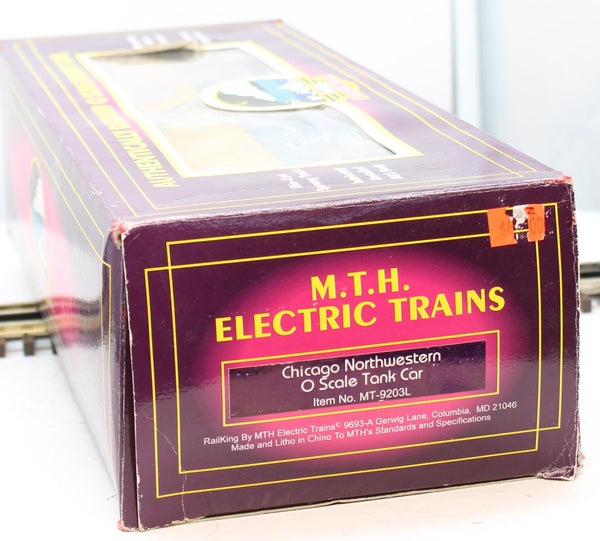 M.T.H.
ELECTRIC TRAINS
Chicago Northwestern
O Scale Tank Car
Item No. MT-9203L
RailKing By MTH Electric Trains© 9693-A Gerwig Lane, Columbia, MD 21046
Made and Litho in China To MTH's Standards and Specifications